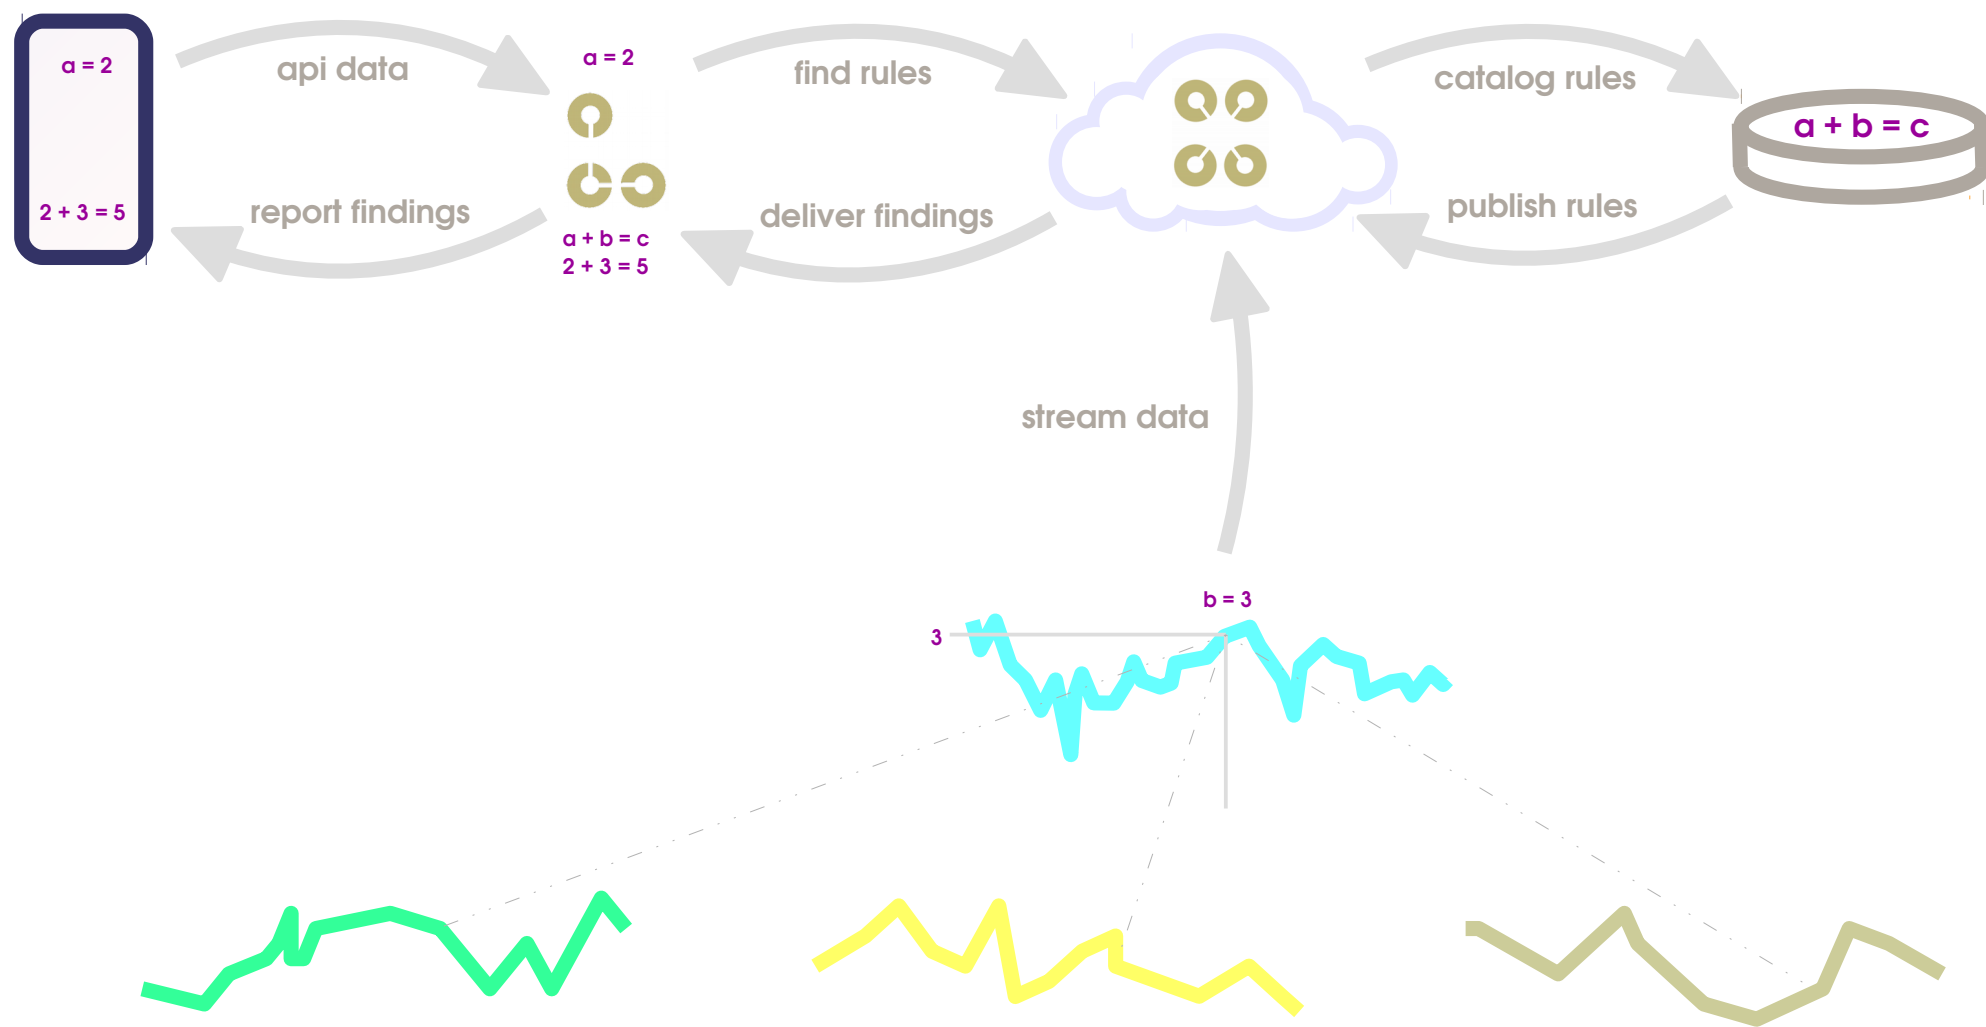 a = 2
api data
a = 2
find rules
catalog rules
a + b = c
2 + 3 = 5
report findings
a + b = c
2 + 3 = 5
deliver findings
publish rules
stream data
b = 3
3